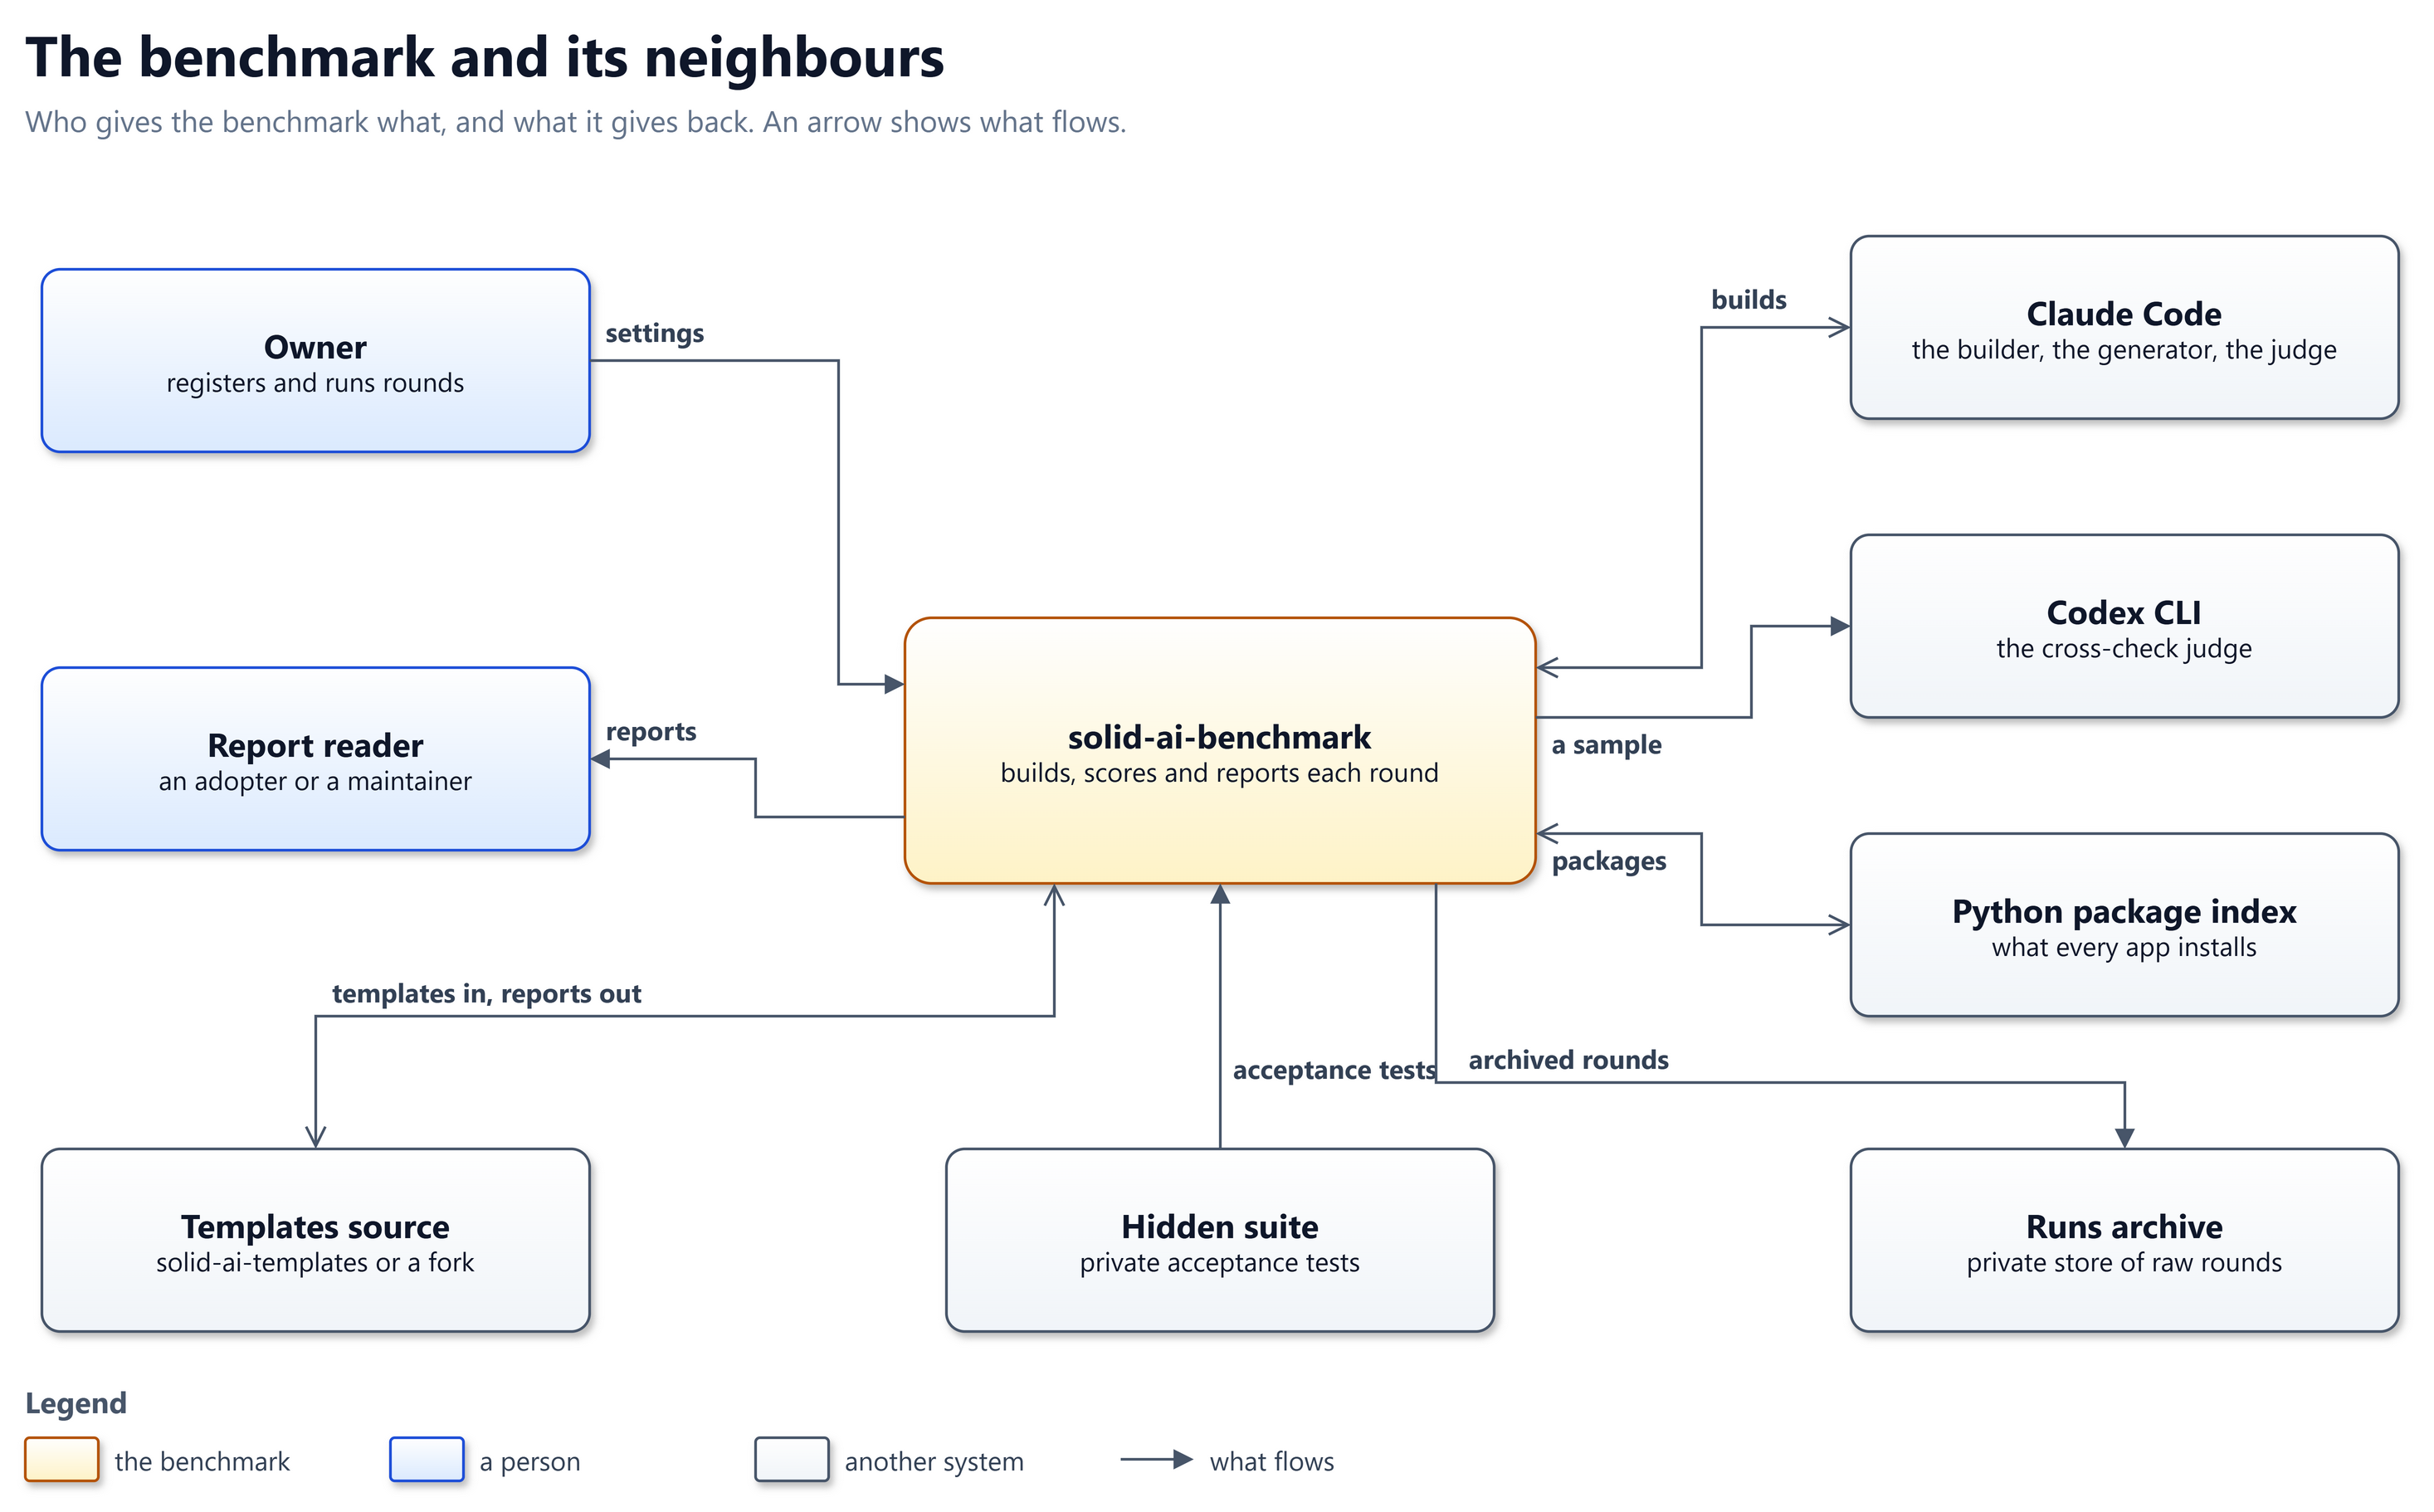 The benchmark and its neighbours
Who gives the benchmark what, and what it gives back. An arrow shows what flows.
Owner
registers and runs rounds
settings
builds
Claude Code
the builder, the generator, the judge
Codex CLI
the cross-check judge
Report reader
an adopter or a maintainer
reports
solid-ai-benchmark
builds, scores and reports each round
a sample
packages
Python package index
what every app installs
templates in, reports out
acceptance tests
archived rounds
Templates source
solid-ai-templates or a fork
Hidden suite
private acceptance tests
Runs archive
private store of raw rounds
Legend
the benchmark
a person
another system
what flows